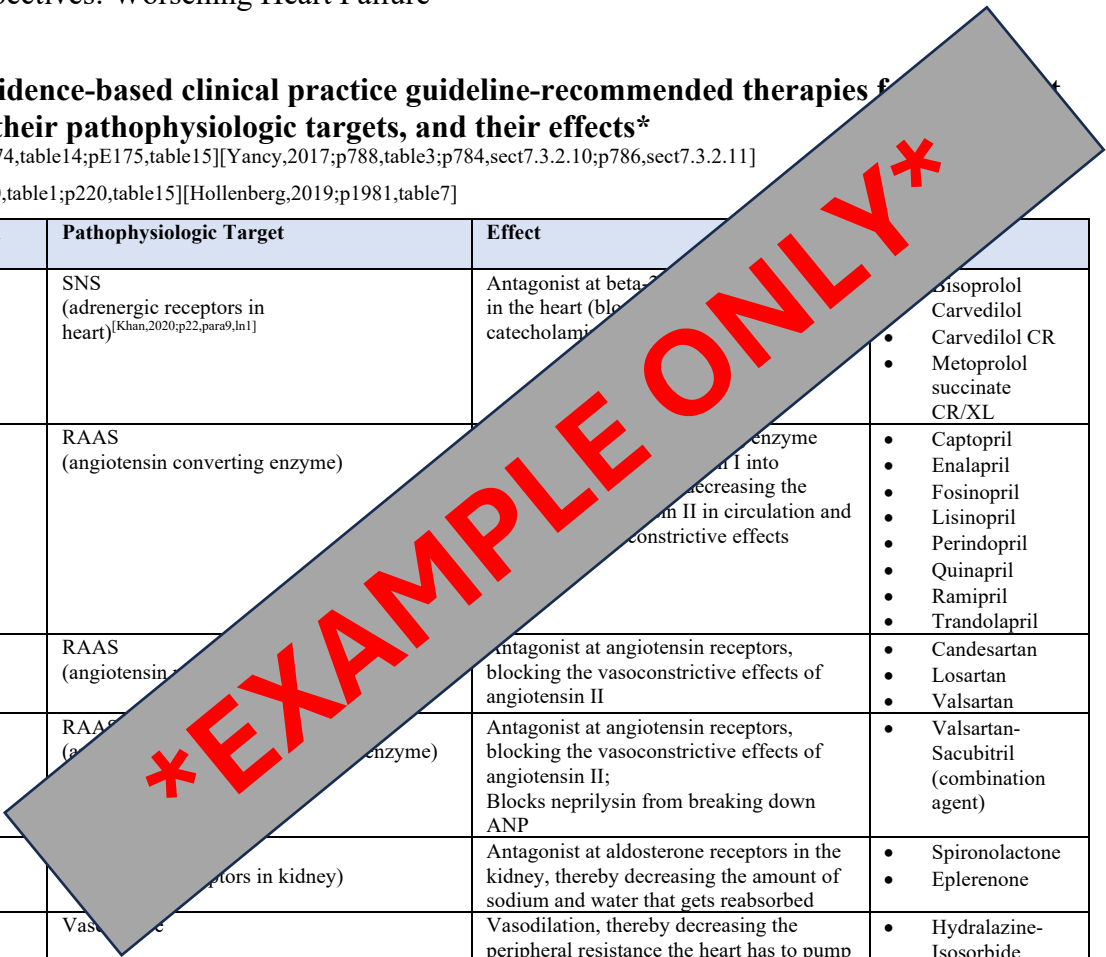 Worsening Heart Failure
evidence-based clinical practice guideline-recommended therapies
their pathophysiologic targets, and their effects*
74,table14;pE175,table15][Yancy,2017;p788,table3;p784,sect7.3.2.10;p786,sect7.3.2.11]
,table1;p220,table15][Hollenberg,2019;p1981,table7]
Pathophysiologic Target
Effect
SNS
(adrenergic receptors in
heart)[Khan,2020;p22,para9,ln1]
Antagonist at
in the heart
Bisoprolol
• Carvedilol
• Carvedilol CR
• Metoprolol
succinate
CR/XL
RAAS
(angiotensin converting enzyme)
enzyme
I into
decreasing the
II in circulation and
effects
• Captopril
• Enalapril
• Fosinopril
• Lisinopril
• Perindopril
• Quinapril
• Ramipril
• Trandolapril
RAAS
(angiotensin
Antagonist at angiotensin receptors,
blocking the vasoconstrictive effects of
angiotensin II
• Candesartan
• Losartan
• Valsartan
RAAS
enzyme)
Antagonist at angiotensin receptors,
blocking the vasoconstrictive effects of
angiotensin II;
Blocks neprilysin from breaking down
ANP
• Valsartan-
Sacubitril
(combination
agent)
in kidney)
Antagonist at aldosterone receptors in the
kidney, thereby decreasing the amount of
sodium and water that gets reabsorbed
• Spironolactone
• Eplerenone
Vasodilation, thereby decreasing the
peripheral resistance the heart has to pump
• Hydralazine-
Isosorbide
*EXAMPLE ONLY*